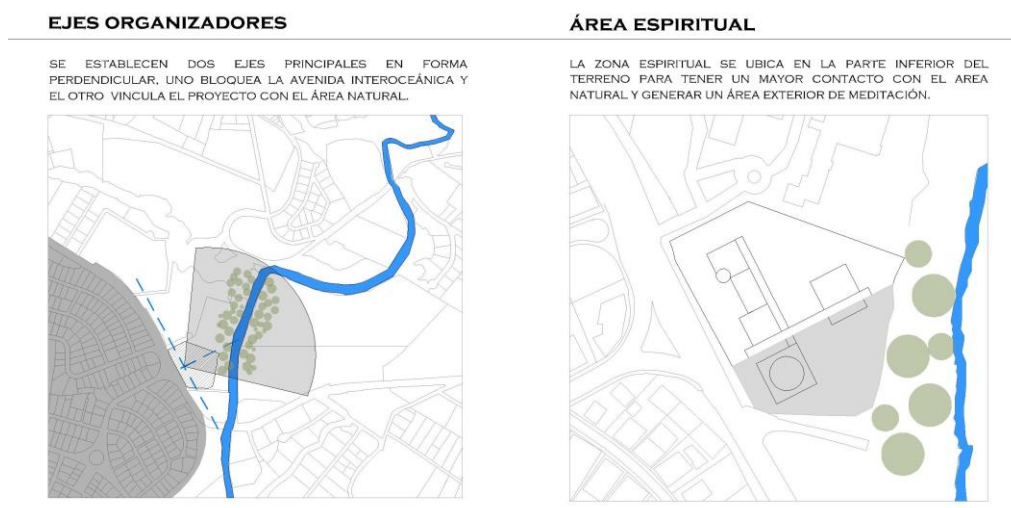 EJES ORGANIZADORES
SE ESTABLECEN DOS EJES PRINCIPALES EN FORMA
PERDENDICULAR, UNO BLOQUEA LA AVENIDA INTEROCEÁNICA Y
EL OTRO VINCULA EL PROYECTO CON EL ÁREA NATURAL.
ÁREA ESPIRITUAL
LA ZONA ESPIRITUAL SE UBICA EN LA PARTE INFERIOR DEL
TERRENO PARA TENER UN MAYOR CONTACTO CON EL AREA
NATURAL Y GENERAR UN ÁREA EXTERIOR DE MEDITACIÓN.